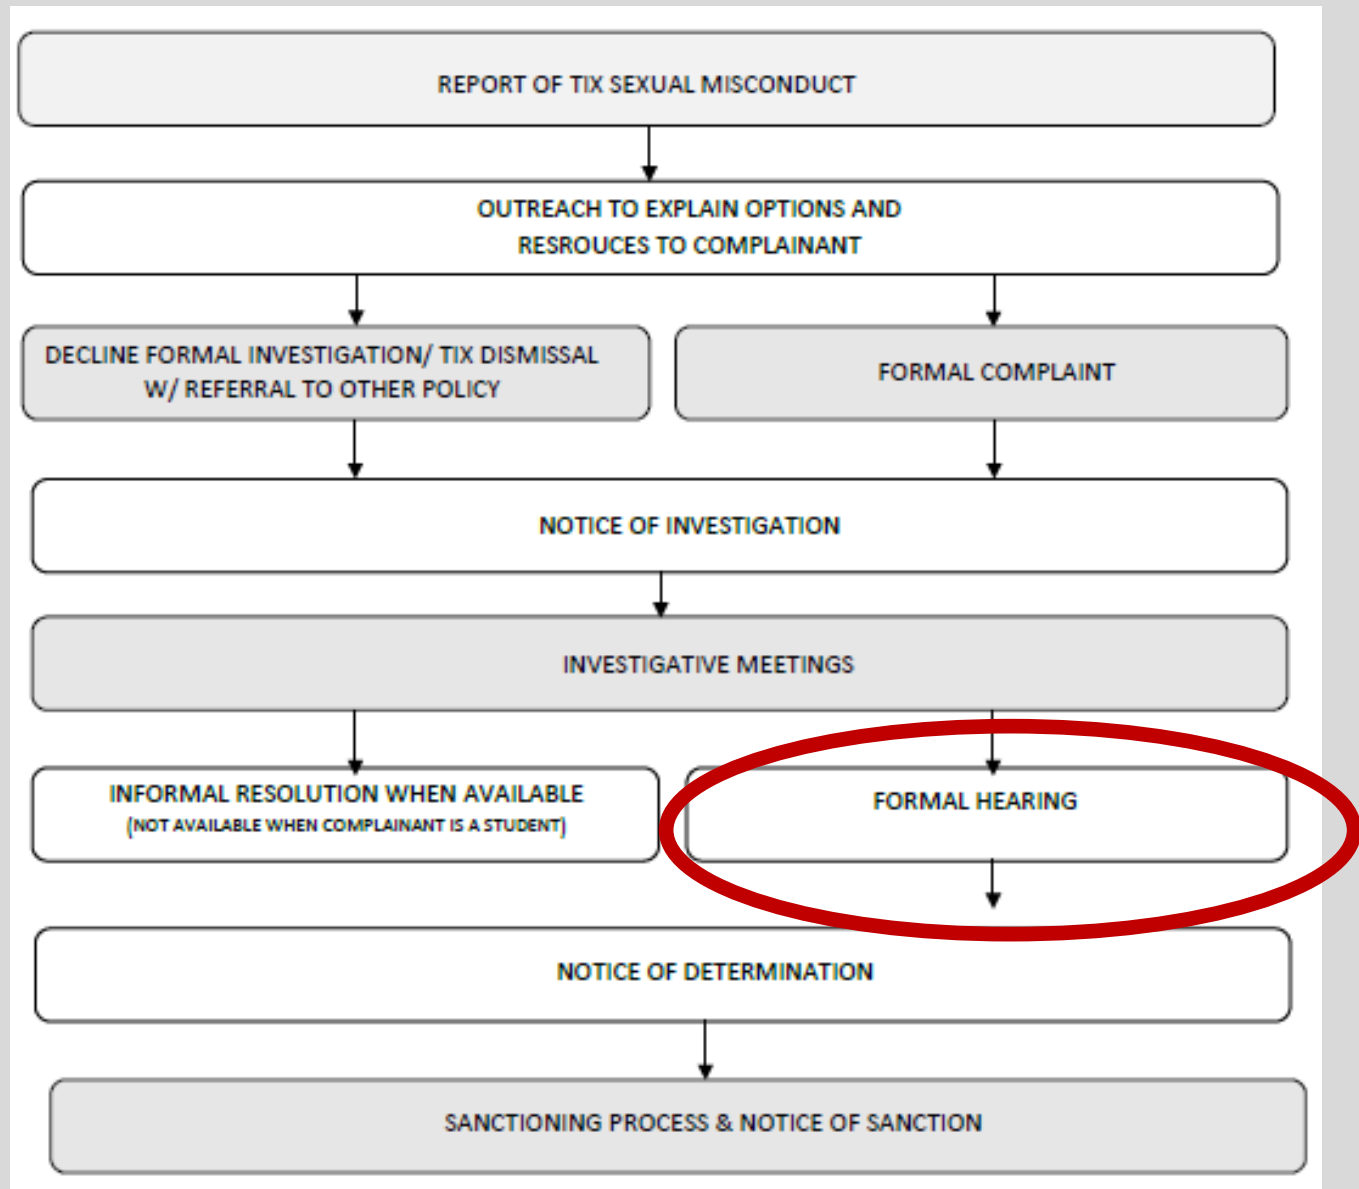 REPORT OF TIX SEXUAL MISCONDUCT
OUTREACH TO EXPLAIN OPTIONS AND
RESROUCES TO COMPLAINANT
DECLINE FORMAL INVESTIGATION/ TIX DISMISSAL
W/ REFERRAL TO OTHER POLICY
FORMAL COMPLAINT
NOTICE OF INVESTIGATION
INVESTIGATIVE MEETINGS
INFORMAL RESOLUTION WHEN AVAILABLE
(NOT AVAILABLE WHEN COMPLAINANT IS A STUDENT)
FORMAL HEARING
NOTICE OF DETERMINATION
SANCTIONING PROCESS & NOTICE OF SANCTION